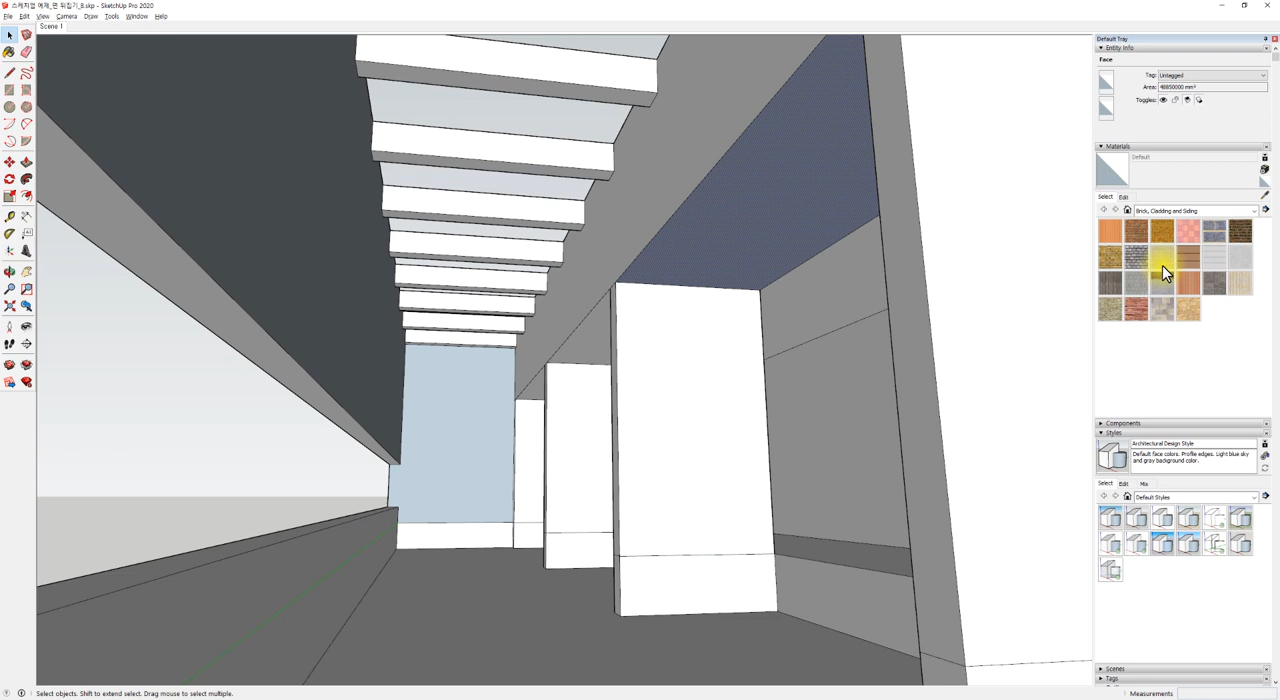 스케치업 예제_면 뒤집기_8.skp - SketchUp Pro 2020
File Edit View Camera Draw Tools Window Help
Scene 1
Default Tray
Entity Info
Face
Tag: Untagged
Area: 48850000 mm²
Toggles:
Materials
Default
Select Edit
Brick, Cladding and Siding
Components
Styles
Architectural Design Style
Default face colors. Profile edges. Light blue sky
and gray background color.
Select Edit Mix
Default Styles
Scenes
Tags
Select objects. Shift to extend select. Drag mouse to select multiple.
Measurements